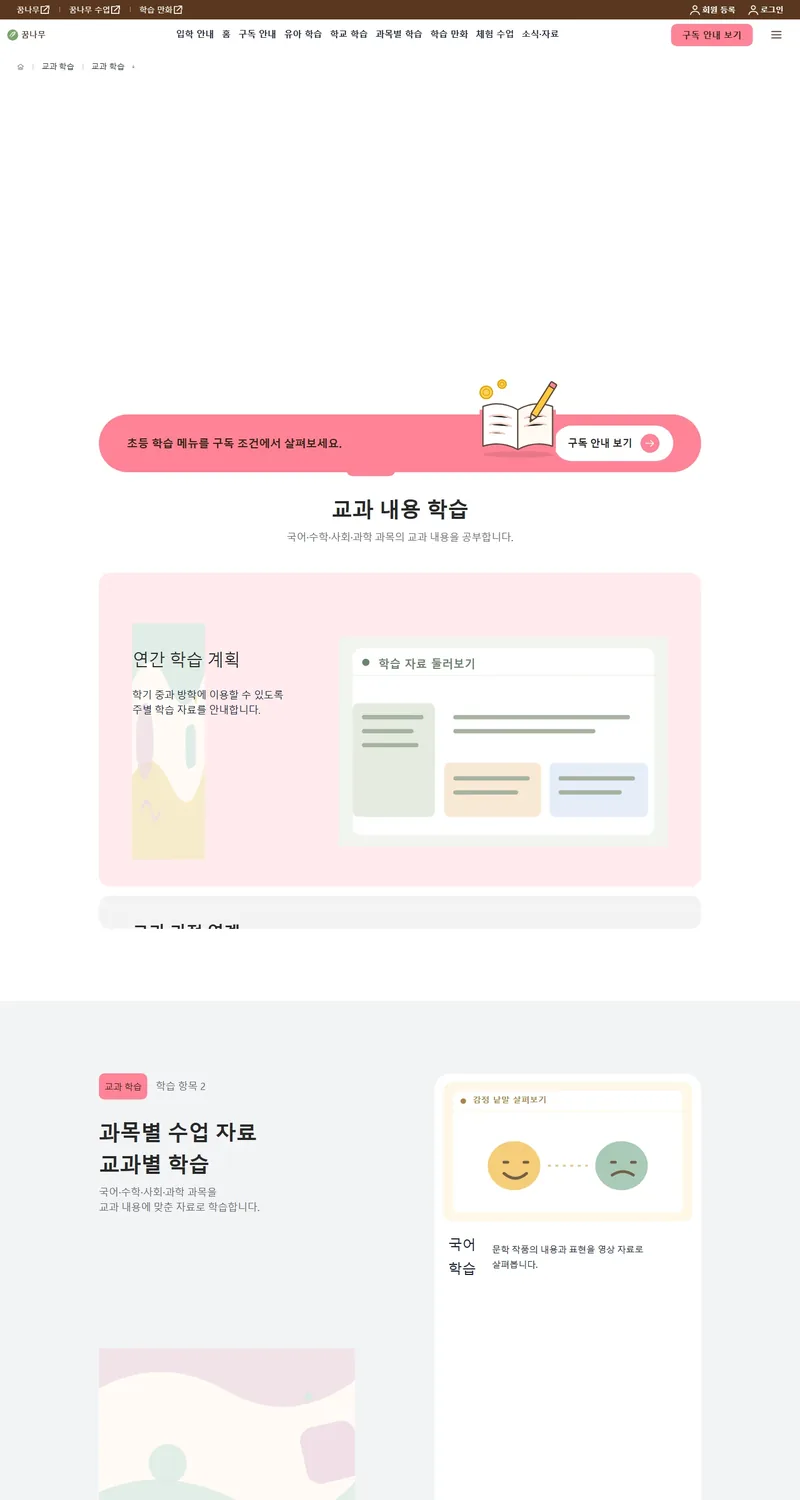 꿈나무
꿈나무 수업
학습 만화
회원 등록
로그인
꿈나무
입학 안내
홈
구독 안내
유아 학습
학교 학습
과목별 학습
학습 만화
체험 수업
소식·자료
구독 안내 보기
교과 학습
교과 학습
초등 학습 메뉴를 구독 조건에서 살펴보세요.
구독 안내 보기
교과 내용 학습
국어·수학·사회·과학 과목의 교과 내용을 공부합니다.
연간 학습 계획
학기 중과 방학에 이용할 수 있도록
주별 학습 자료를 안내합니다.
학습 자료 둘러보기
교과 과정 연계
교과 학습
학습 항목 2
과목별 수업 자료
교과별 학습
국어·수학·사회·과학 과목을
교과 내용에 맞춘 자료로 학습합니다.
감정 낱말 살펴보기
국어
학습
문학 작품의 내용과 표현을 영상 자료로
살펴봅니다.